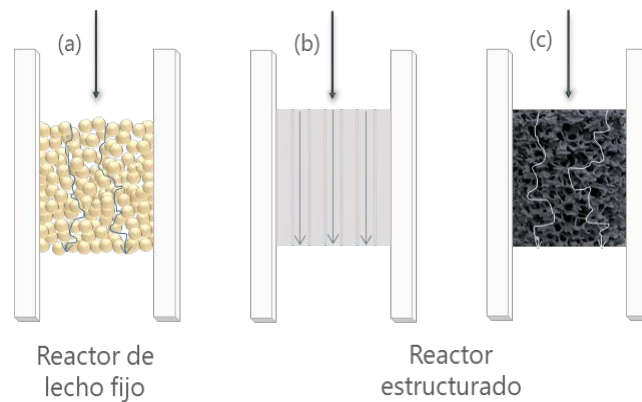 (a)
(b)
(c)
Reactor de
lecho fijo
Reactor
estructurado